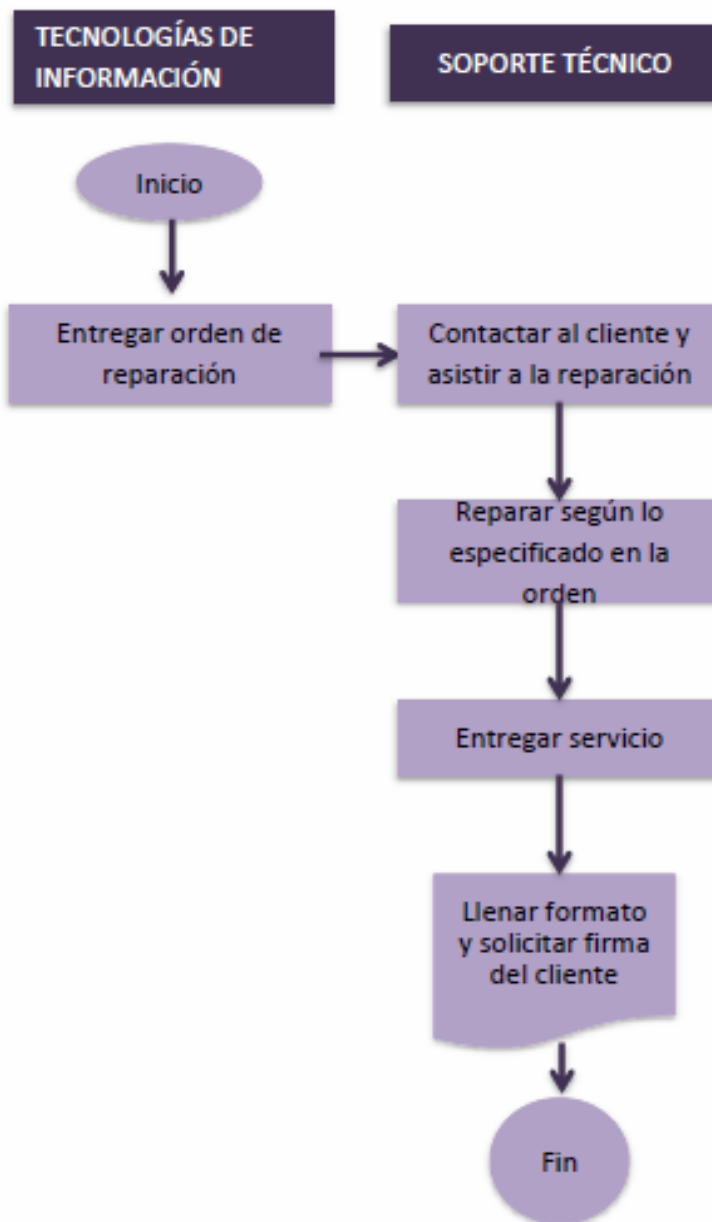 TECNOLOGÍAS DE
INFORMACIÓN
SOPORTE TÉCNICO
Inicio
Entregar orden de
reparación
Contactar al cliente y
asistir a la reparación
Reparar según lo
especificado en la
orden
Entregar servicio
Llenar formato
y solicitar firma
del cliente
Fin